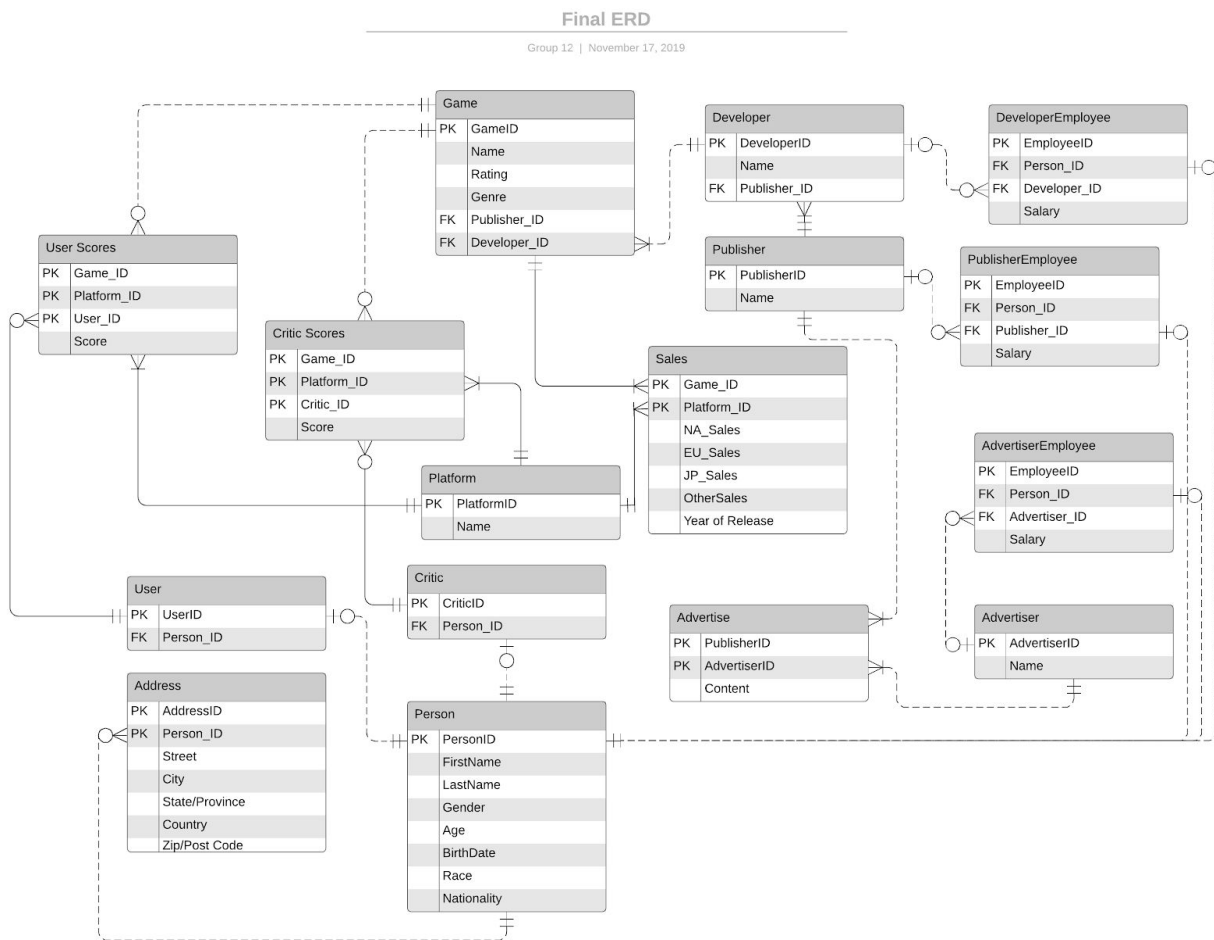 Final ERD
Group 12 | November 17, 2019
Game
PK GameID
Name
Rating
Genre
FK Publisher_ID
FK Developer_ID
Developer
PK DeveloperID
Name
FK Publisher_ID
DeveloperEmployee
PK EmployeeID
FK Person_ID
FK Developer_ID
Salary
User Scores
PK Game_ID
PK Platform_ID
PK User_ID
Score
Publisher
PK PublisherID
Name
PublisherEmployee
PK EmployeeID
FK Person_ID
FK Publisher_ID
Salary
Critic Scores
PK Game_ID
PK Platform_ID
PK Critic_ID
Score
Sales
PK Game_ID
PK Platform_ID
NA_Sales
EU_Sales
JP_Sales
OtherSales
Year of Release
AdvertiserEmployee
PK EmployeeID
FK Person_ID
FK Advertiser_ID
Salary
Platform
PK PlatformID
Name
User
PK UserID
FK Person_ID
Critic
PK CriticID
FK Person_ID
Advertise
PK PublisherID
PK AdvertiserID
Content
Advertiser
PK AdvertiserID
Name
Address
PK AddressID
PK Person_ID
Street
City
State/Province
Country
Zip/Post Code
Person
PK PersonID
FirstName
LastName
Gender
Age
BirthDate
Race
Nationality